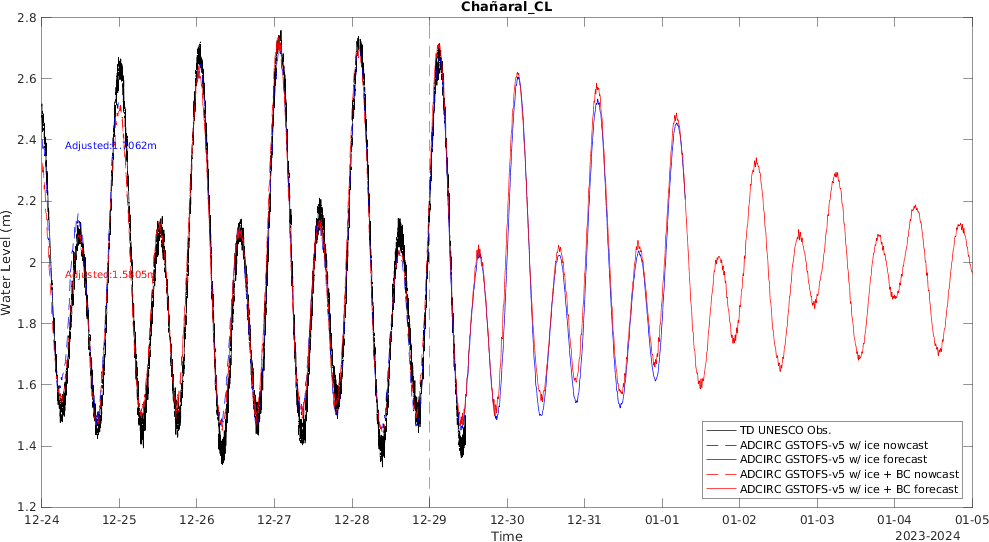 Chañaral_CL
2.8
2.6
2.4
2.2
2
1.8
1.6
1.4
1.2
Water Level (m)
Adjusted:1.7062m
Adjusted:1.5805m
TD UNESCO Obs.
ADCIRC GSTOFS-v5 w/ ice nowcast
ADCIRC GSTOFS-v5 w/ ice forecast
ADCIRC GSTOFS-v5 w/ ice + BC nowcast
ADCIRC GSTOFS-v5 w/ ice + BC forecast
12-24 12-25 12-26 12-27 12-28 12-29 12-30 12-31 01-01 01-02 01-03 01-04 01-05
Time
2023-2024